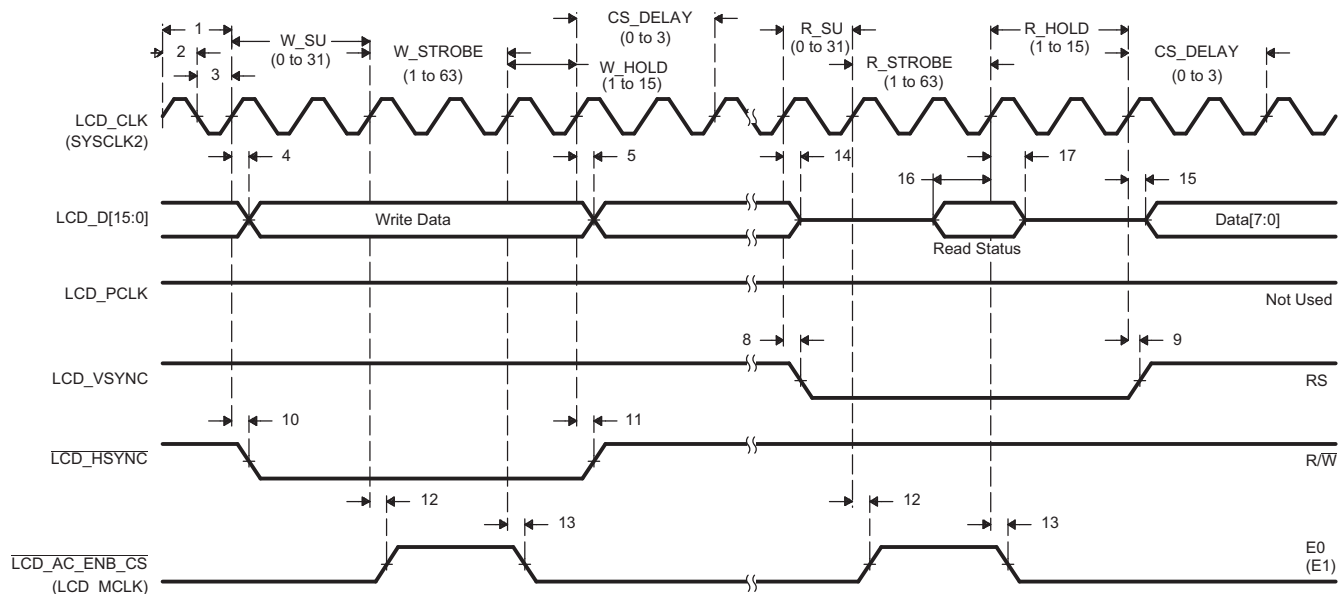 1
2
3
W_SU
(0 to 31)
W_STROBE
(1 to 63)
CS_DELAY
(0 to 3)
W_HOLD
(1 to 15)
R_SU
(0 to 31)
R_STROBE
(1 to 63)
R_HOLD
(1 to 15)
CS_DELAY
(0 to 3)
LCD_CLK
(SYSCLK2)
4
5
14
16
17
15
LCD_D[15:0]
Write Data
Read Status
Data[7:0]
LCD_PCLK
Not Used
8
9
LCD_VSYNC
RS
10
11
LCD_HSYNC
R/W
12
13
12
13
LCD_AC_ENB_CS
(LCD_MCLK)
E0
(E1)